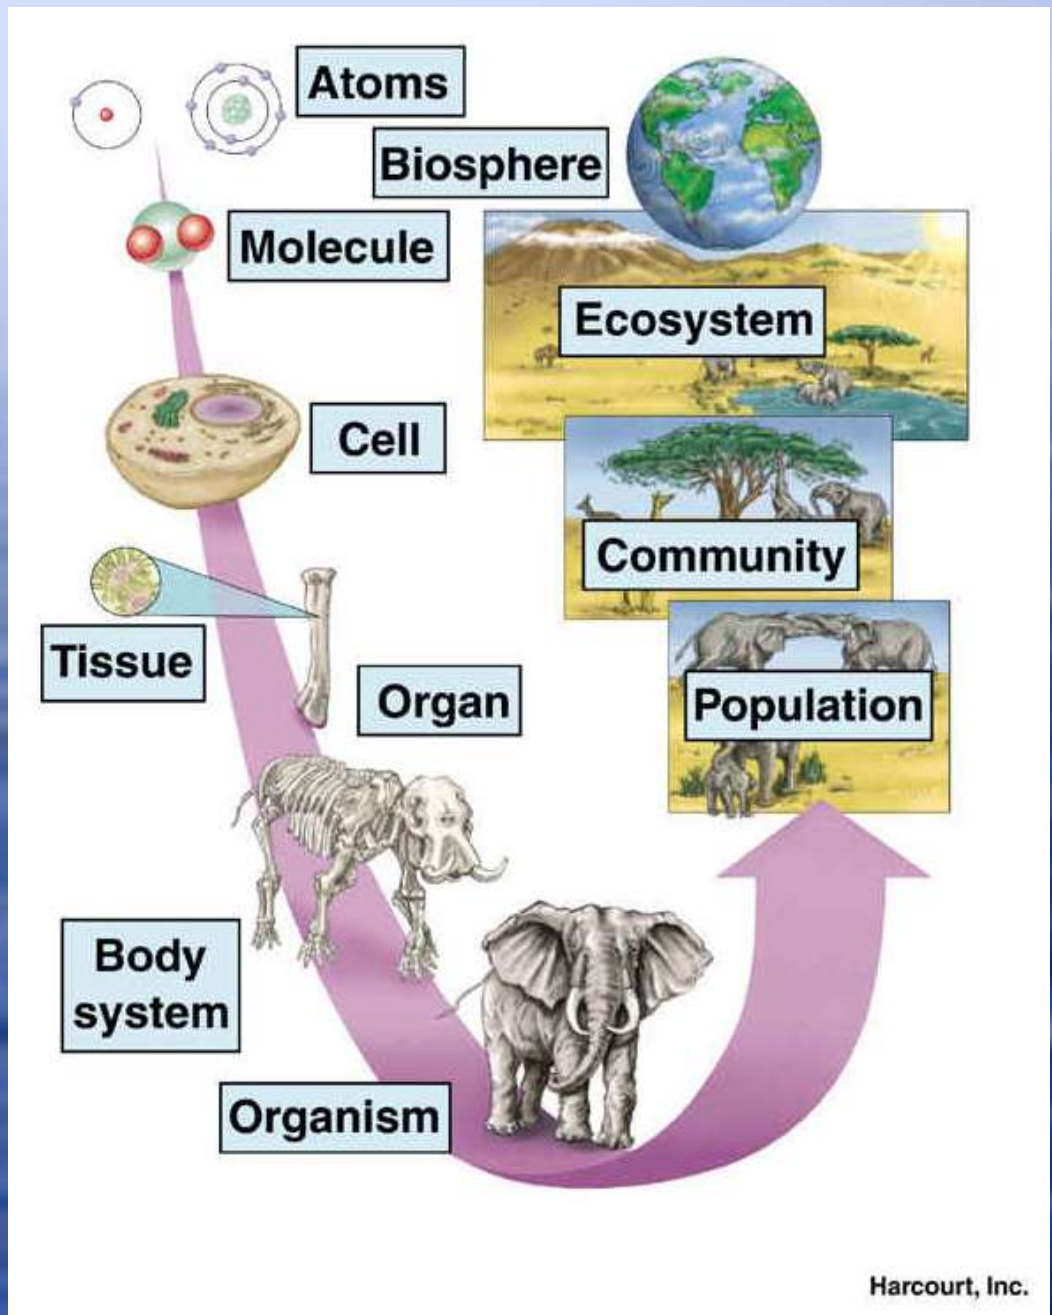 Atoms
Biosphere
Molecule
Ecosystem
Cell
Community
Tissue
Organ
Population
Body
system
Organism
Harcourt, Inc.